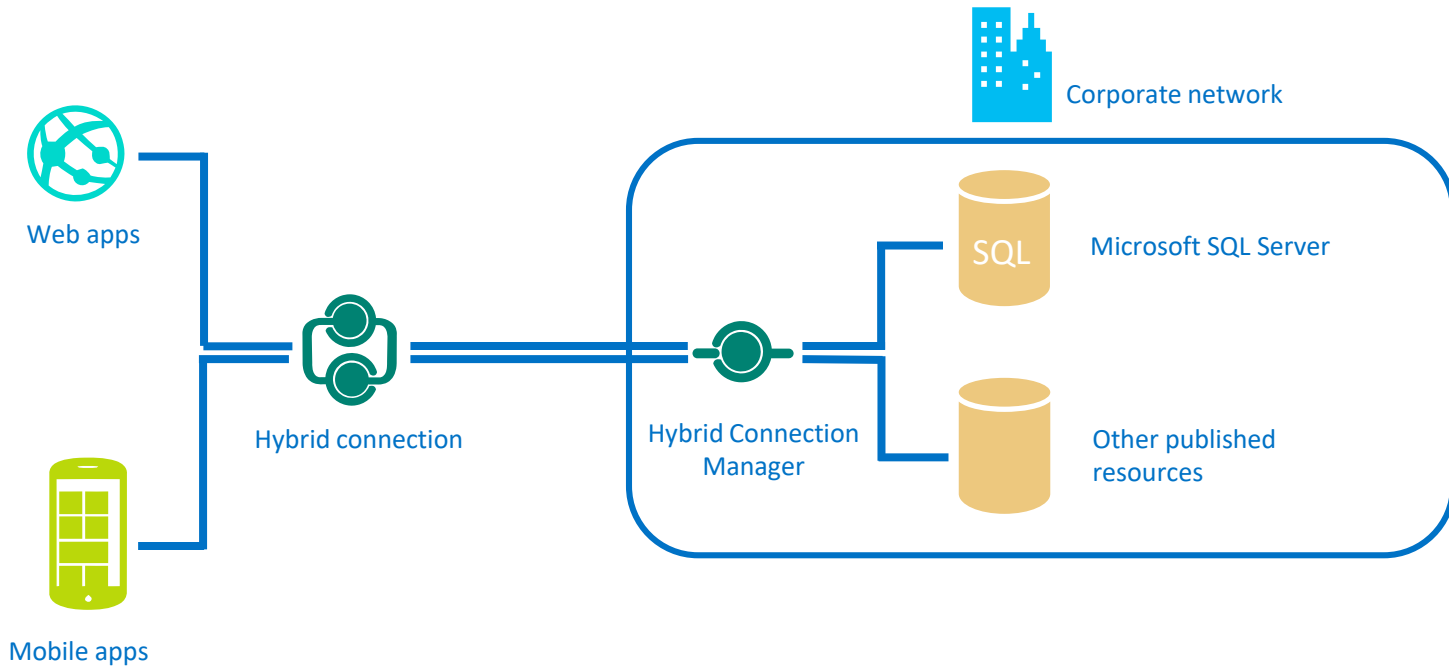 Corporate network
Web apps
SQL
Microsoft SQL Server
Hybrid connection
Hybrid Connection
Manager
Other published
resources
Mobile apps